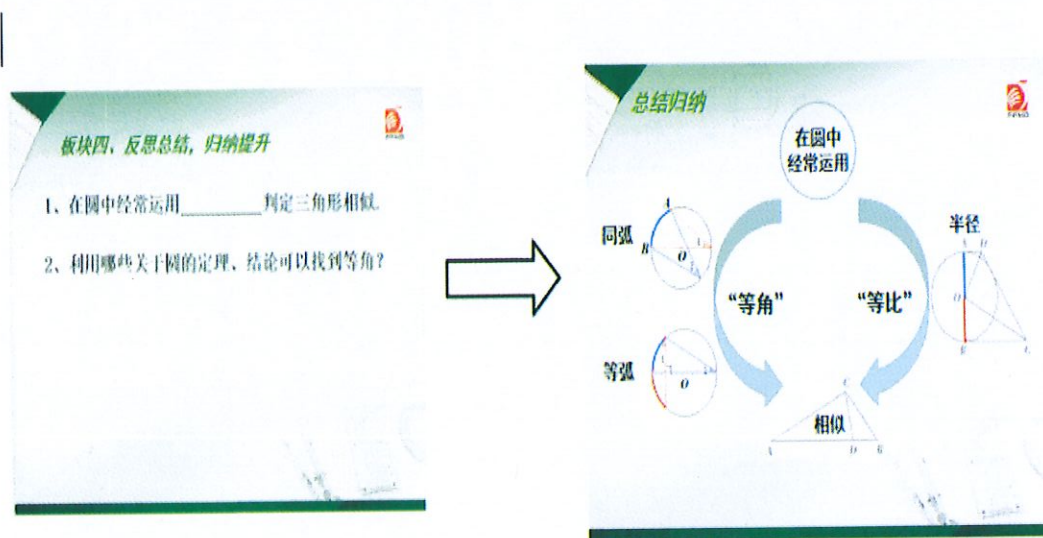 板块四、反思总结，归纳提升
1、在圆中经常运用________判定三角形相似.
2、利用哪些关于圆的定理、结论可以找到等角？
总结归纳
在圆中
经常运用
同弧
A
B
O
半径
“等角”
“等比”
等弧
O
C
相似
A
D
B